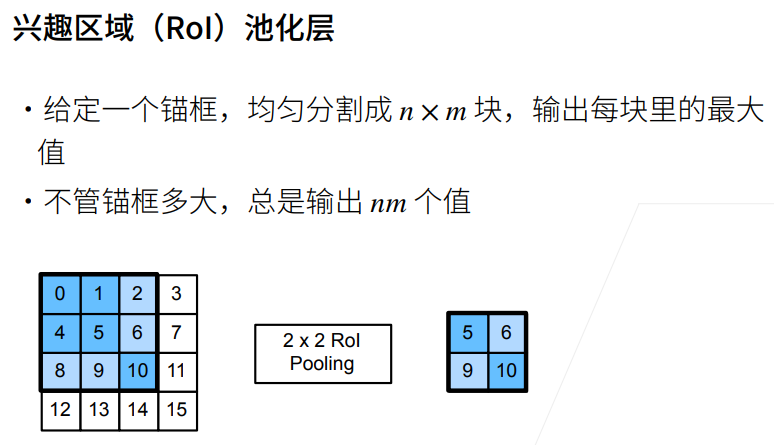 兴趣区域（RoI）池化层
• 给定一个锚框，均匀分割成 n × m 块，输出每块里的最大
值
• 不管锚框多大，总是输出 nm 个值
0 1 2 3
4 5 6 7
8 9 10 11
12 13 14 15
2 x 2 RoI
Pooling
5 6
9 10